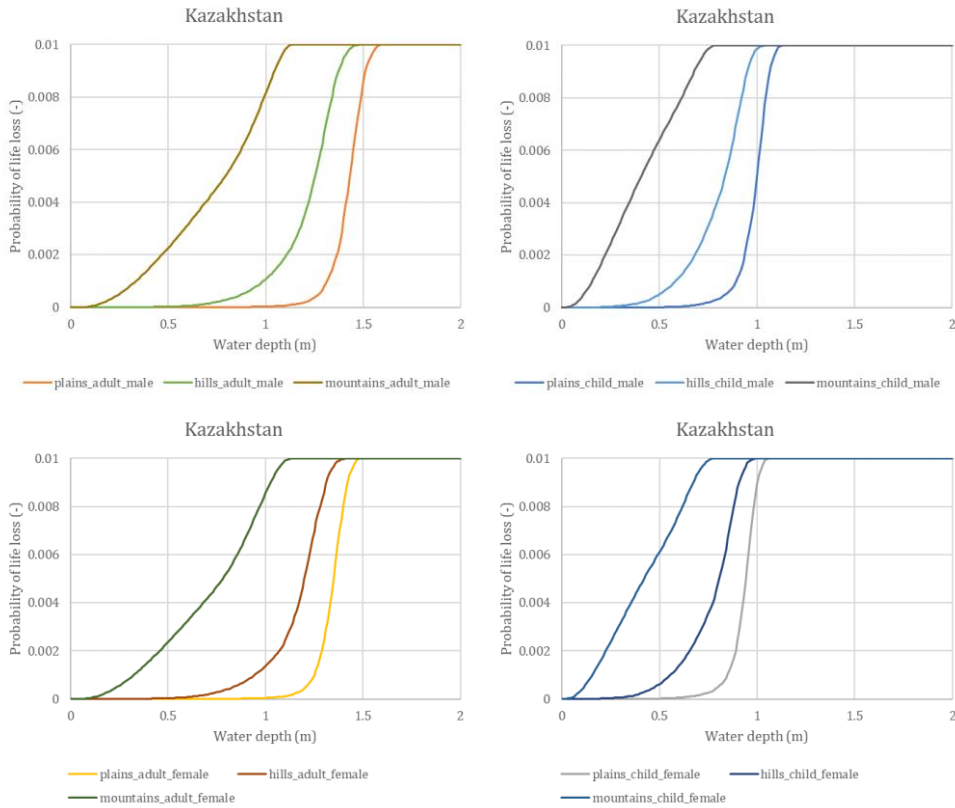 Kazakhstan
Probability of life loss (-)
0.01
0.008
0.006
0.004
0.002
0
0 0.5 1 1.5 2
Water depth (m)
plains_adult_male hills_adult_male mountains_adult_male
Kazakhstan
Probability of life loss (-)
0.01
0.008
0.006
0.004
0.002
0
0 0.5 1 1.5 2
Water depth (m)
plains_child_male hills_child_male mountains_child_male
Kazakhstan
Probability of life loss (-)
0.01
0.008
0.006
0.004
0.002
0
0 0.5 1 1.5 2
Water depth (m)
plains_adult_female hills_adult_female
mountains_adult_female
Kazakhstan
Probability of life loss (-)
0.01
0.008
0.006
0.004
0.002
0
0 0.5 1 1.5 2
Water depth (m)
plains_child_female hills_child_female
mountains_child_female